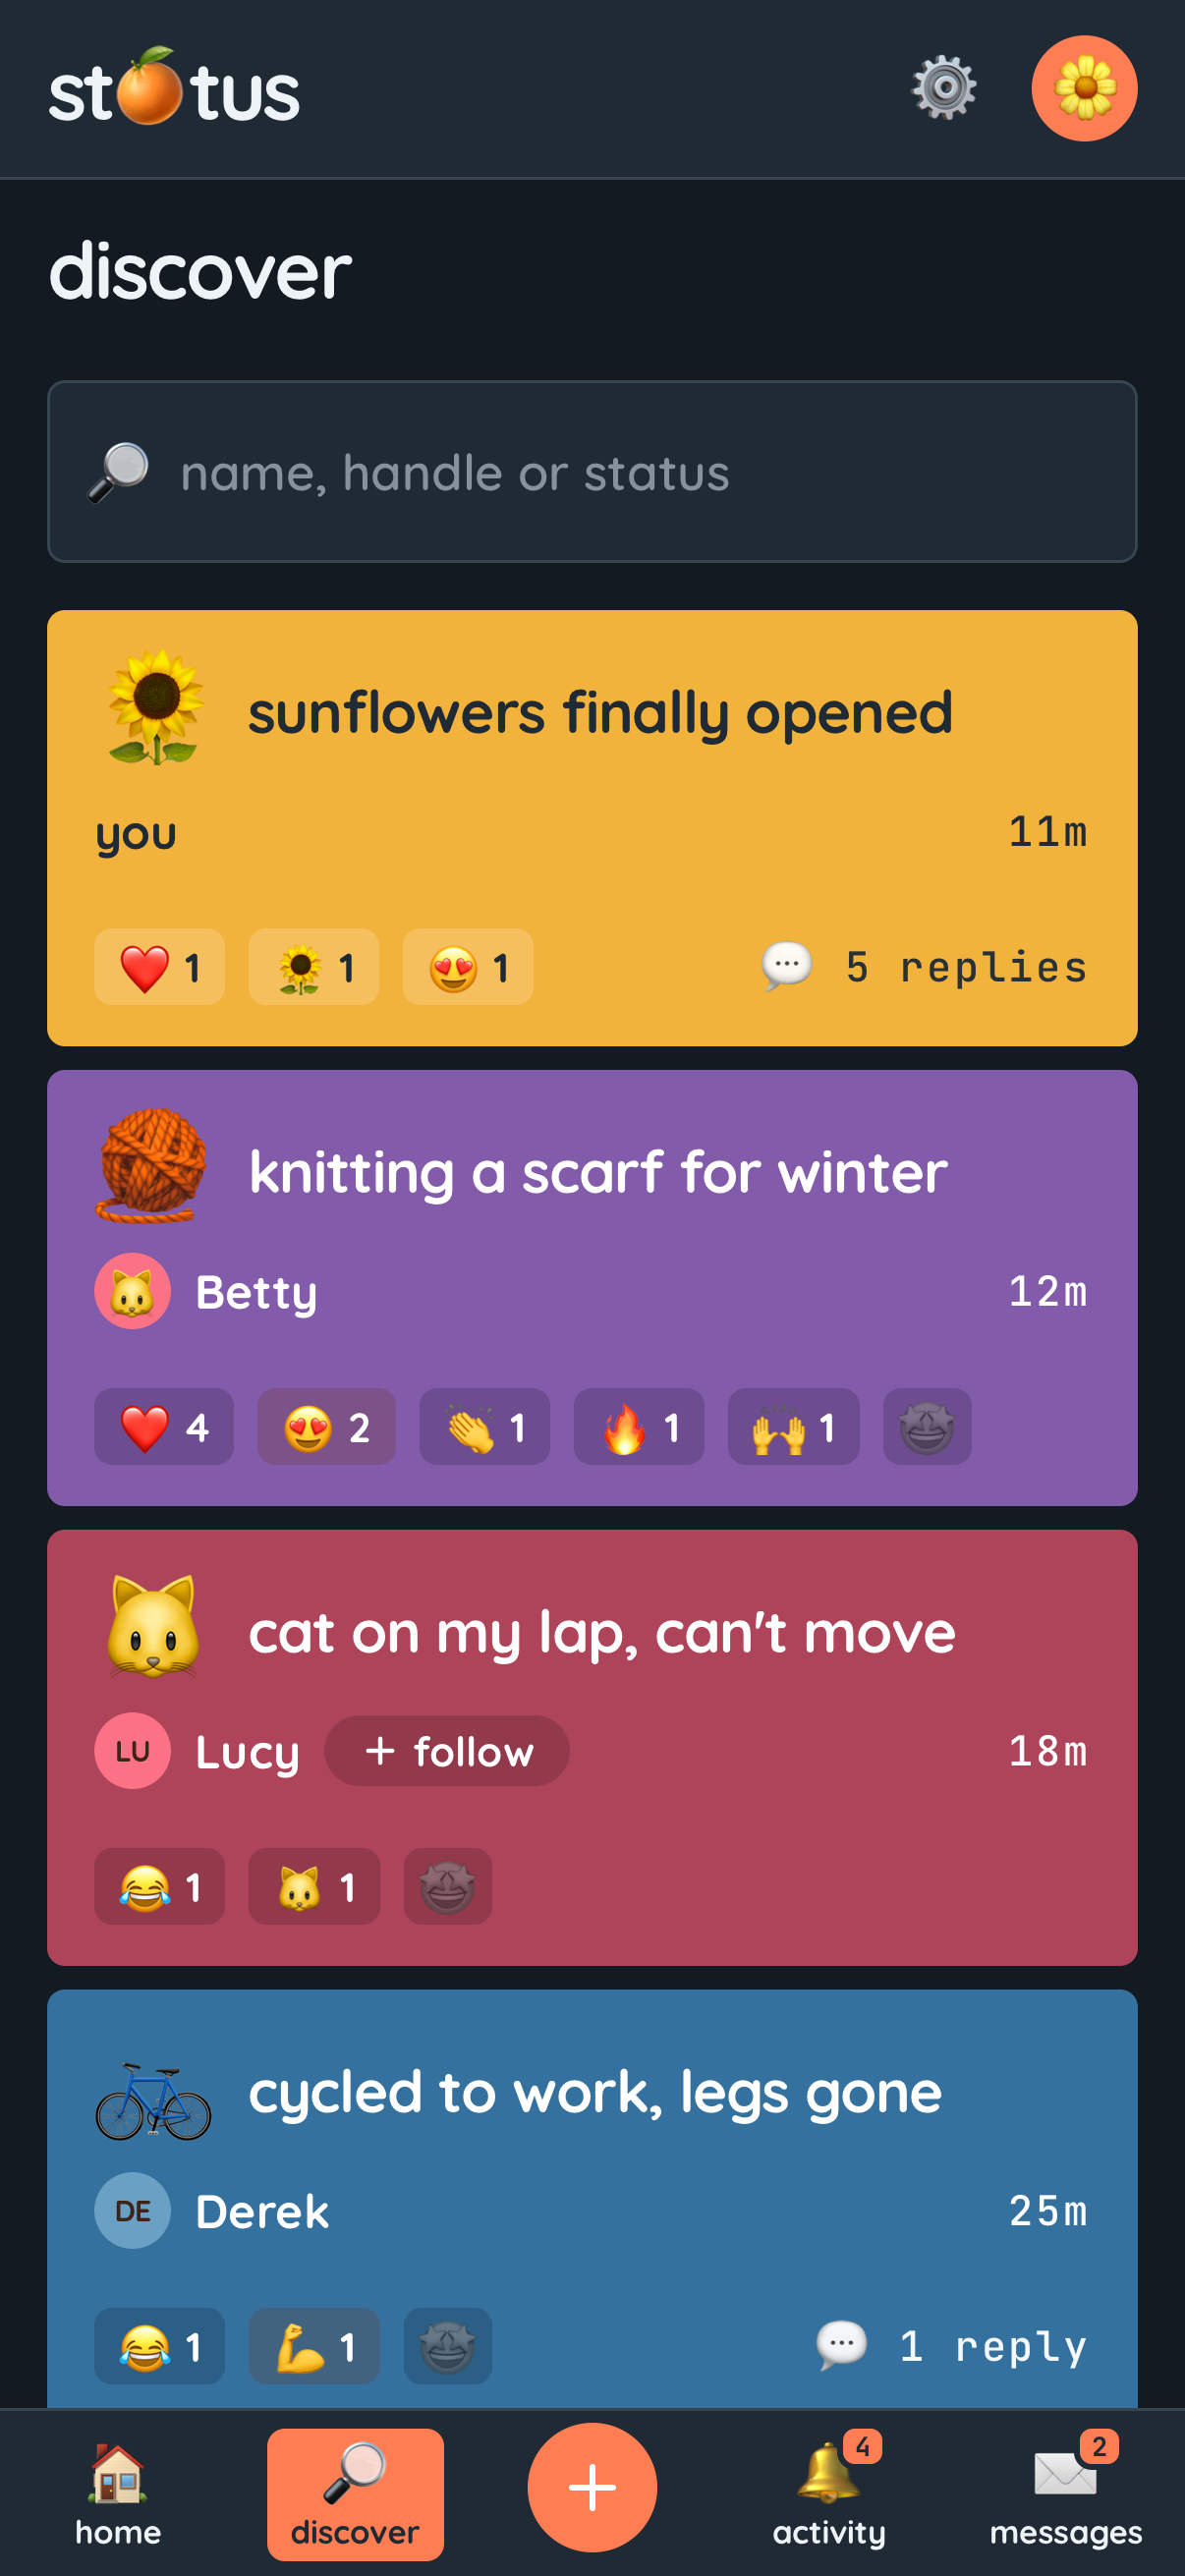 st🍊tus
discover
name, handle or status
sunflowers finally opened
you 11m
1 1 1 5 replies
knitting a scarf for winter
Betty 12m
4 2 1 1 1
cat on my lap, can't move
LU Lucy + follow 18m
1 1
cycled to work, legs gone
DE Derek 25m
1 1 1 reply
4 2
home discover + activity messages